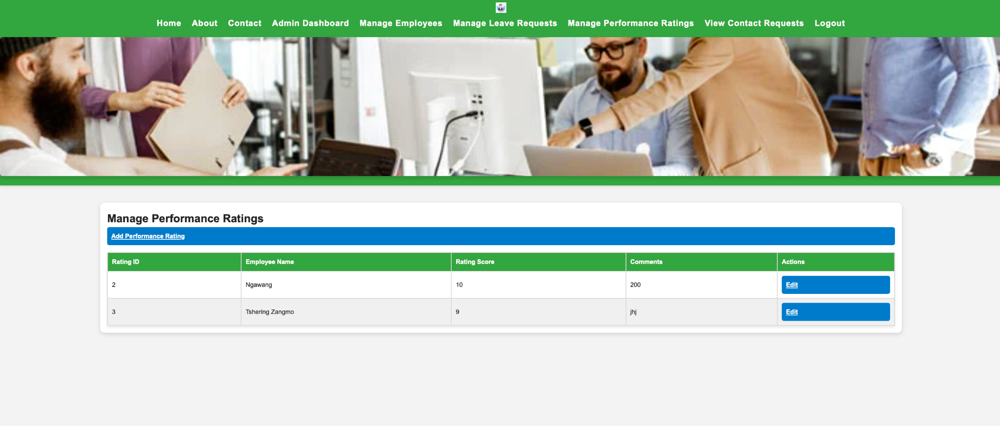 Home About Contact Admin Dashboard Manage Employees Manage Leave Requests Manage Performance Ratings View Contact Requests Logout
Manage Performance Ratings
Add Performance Rating
Rating ID Employee Name Rating Score Comments Actions
2 Ngawang 10 200 Edit
3 Tshering Zangmo 9 jhj Edit